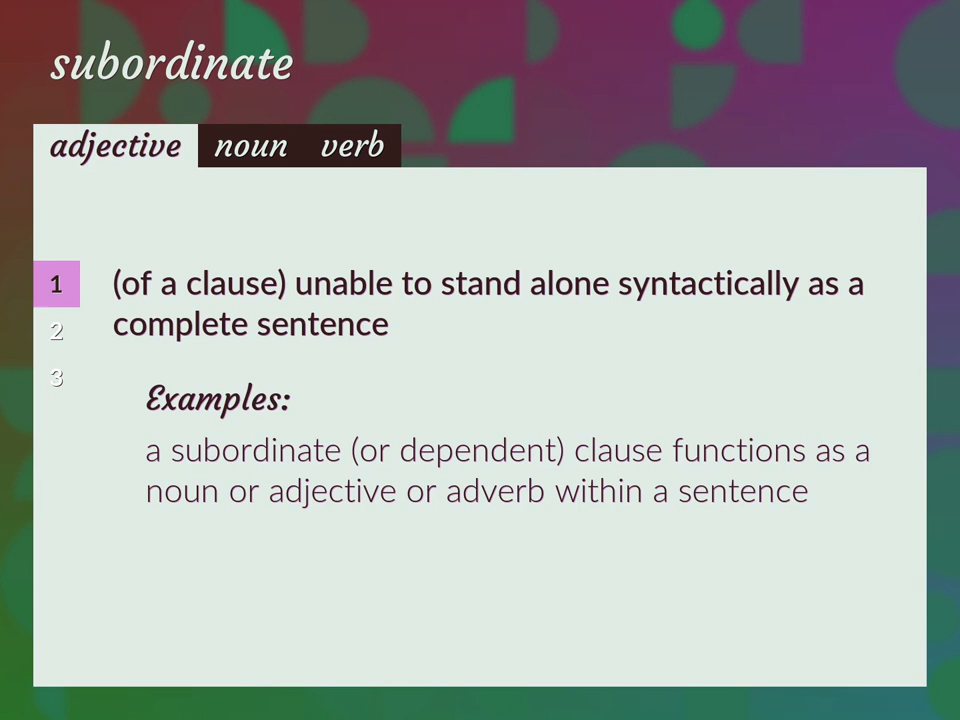 subordinate
adjective noun verb
1 (of a clause) unable to stand alone syntactically as a
2 complete sentence
3
Examples:
a subordinate (or dependent) clause functions as a
noun or adjective or adverb within a sentence